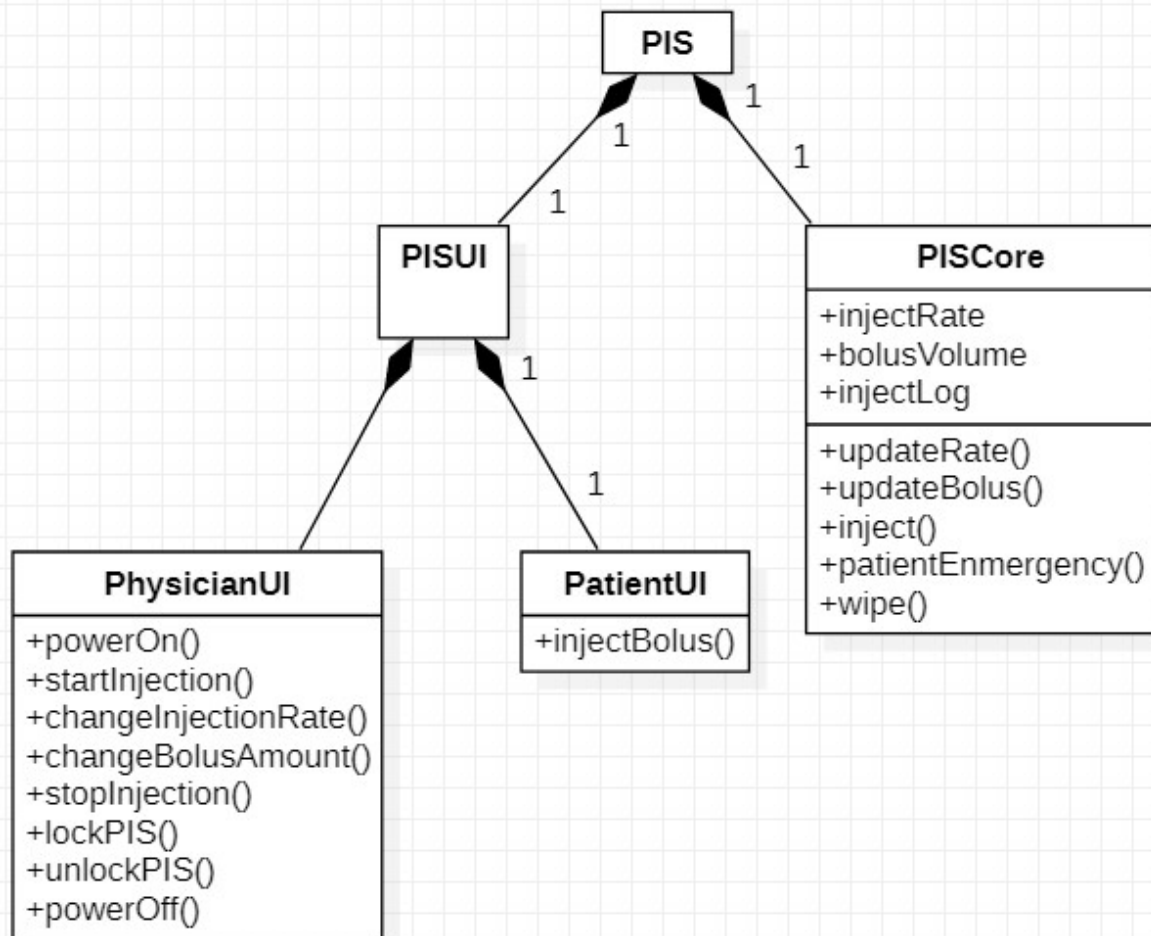 PIS
1
1
1
1
PISUI
PISCore
+injectRate
+bolusVolume
+injectLog
+updateRate()
+updateBolus()
+inject()
+patientEnmergency()
+wipe()
1
1
PhysicianUI
+powerOn()
+startInjection()
+changeInjectionRate()
+changeBolusAmount()
+stopInjection()
+lockPIS()
+unlockPIS()
+powerOff()
PatientUI
+injectBolus()